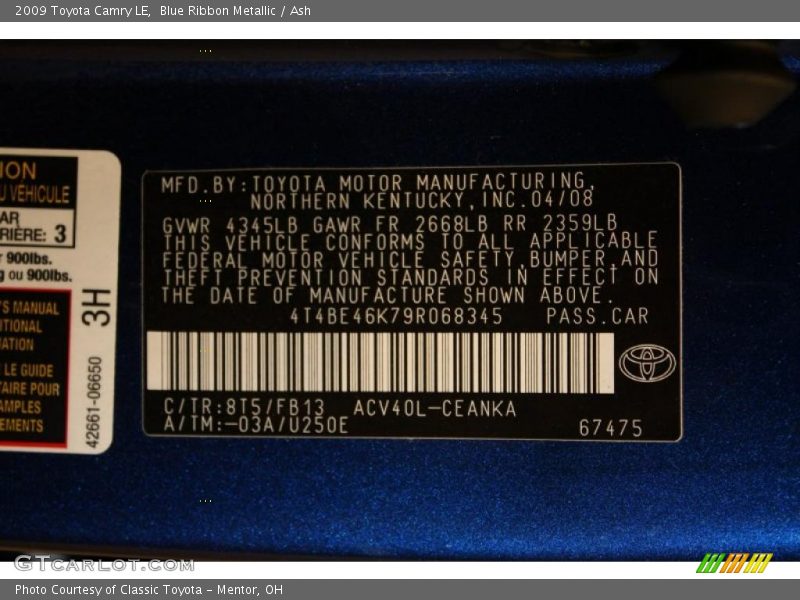 2009 Toyota Camry LE, Blue Ribbon Metallic / Ash
ION
U VÉHICULE
AR
RIÈRE: 3
r 900lbs.
g ou 900lbs.
'S MANUAL
ITIONAL
ATION
LE GUIDE
TAIRE POUR
AMPLES
EMENTS
3H
42661-06650
MFD.BY:TOYOTA MOTOR MANUFACTURING,
NORTHERN KENTUCKY,INC.04/08
GVWR 4345LB GAWR FR 2668LB RR 2359LB
THIS VEHICLE CONFORMS TO ALL APPLICABLE
FEDERAL MOTOR VEHICLE SAFETY,BUMPER,AND
THEFT PREVENTION STANDARDS IN EFFECT ON
THE DATE OF MANUFACTURE SHOWN ABOVE.
4T4BE46K79R068345 PASS.CAR
C/TR:8T5/FB13 ACV40L-CEANKA
A/TM:-03A/U250E
67475
GTCarLot.com
Photo Courtesy of Classic Toyota - Mentor, OH